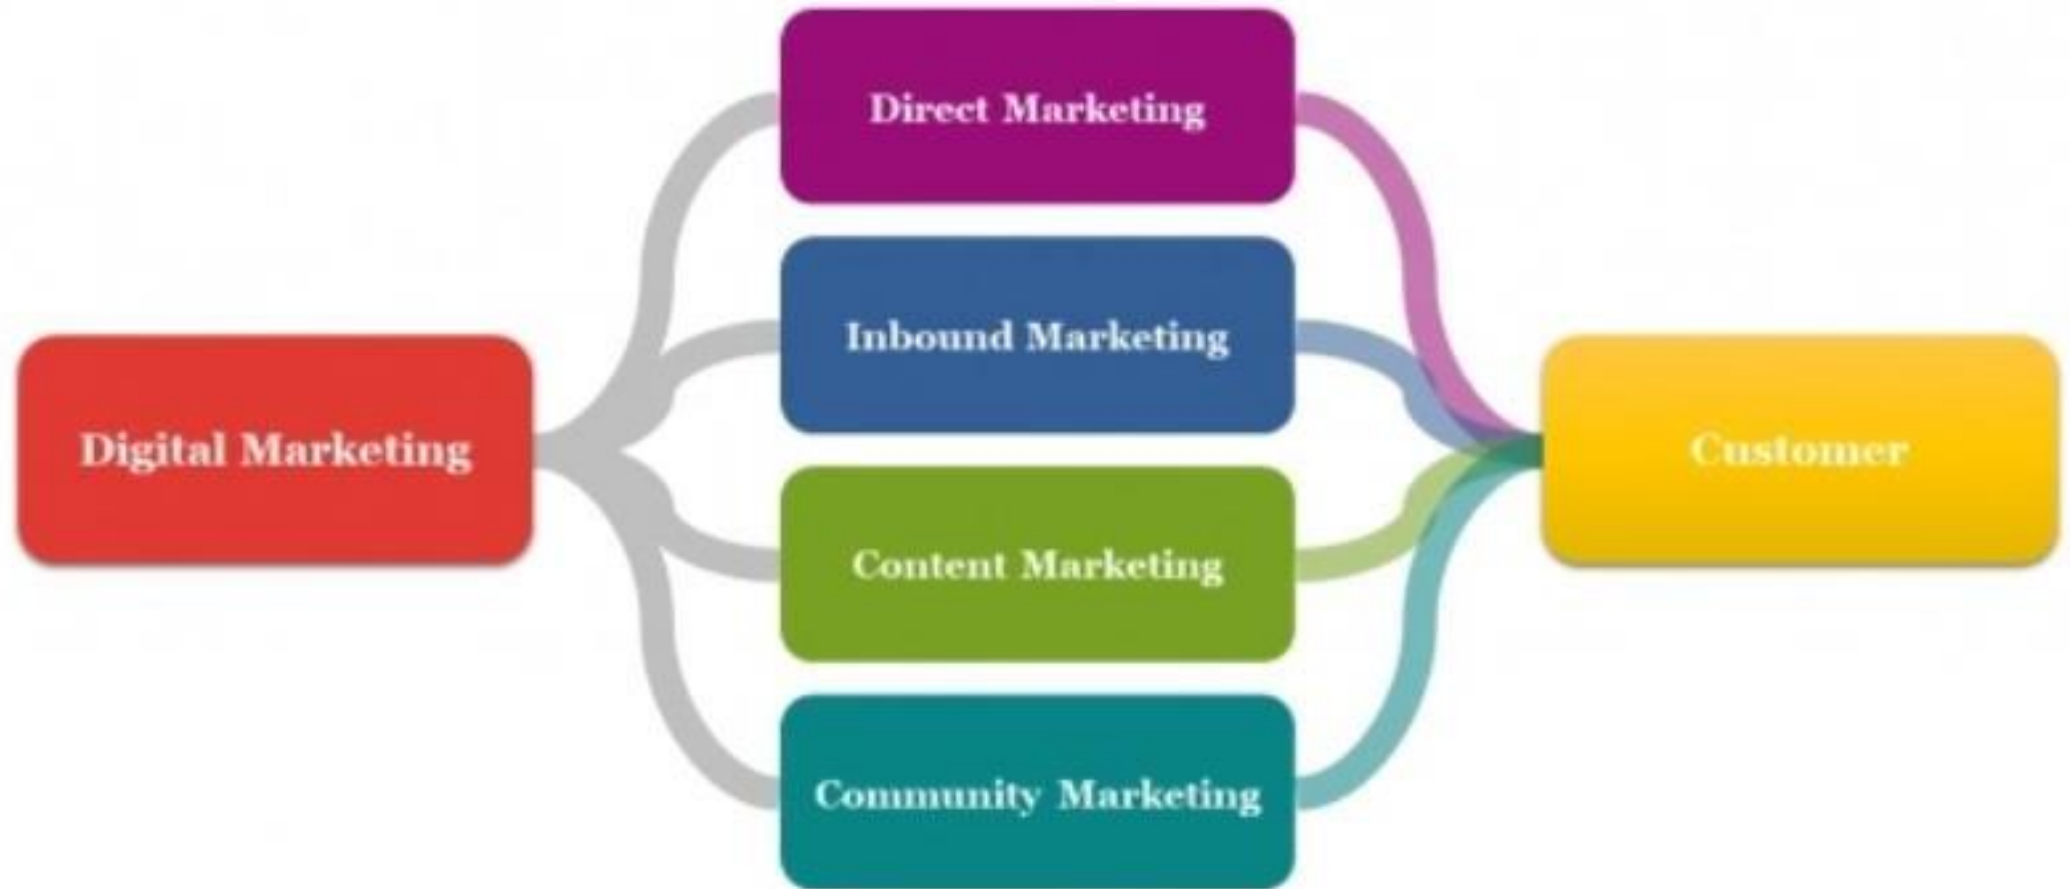 Direct Marketing
Inbound Marketing
Digital Marketing
Customer
Content Marketing
Community Marketing